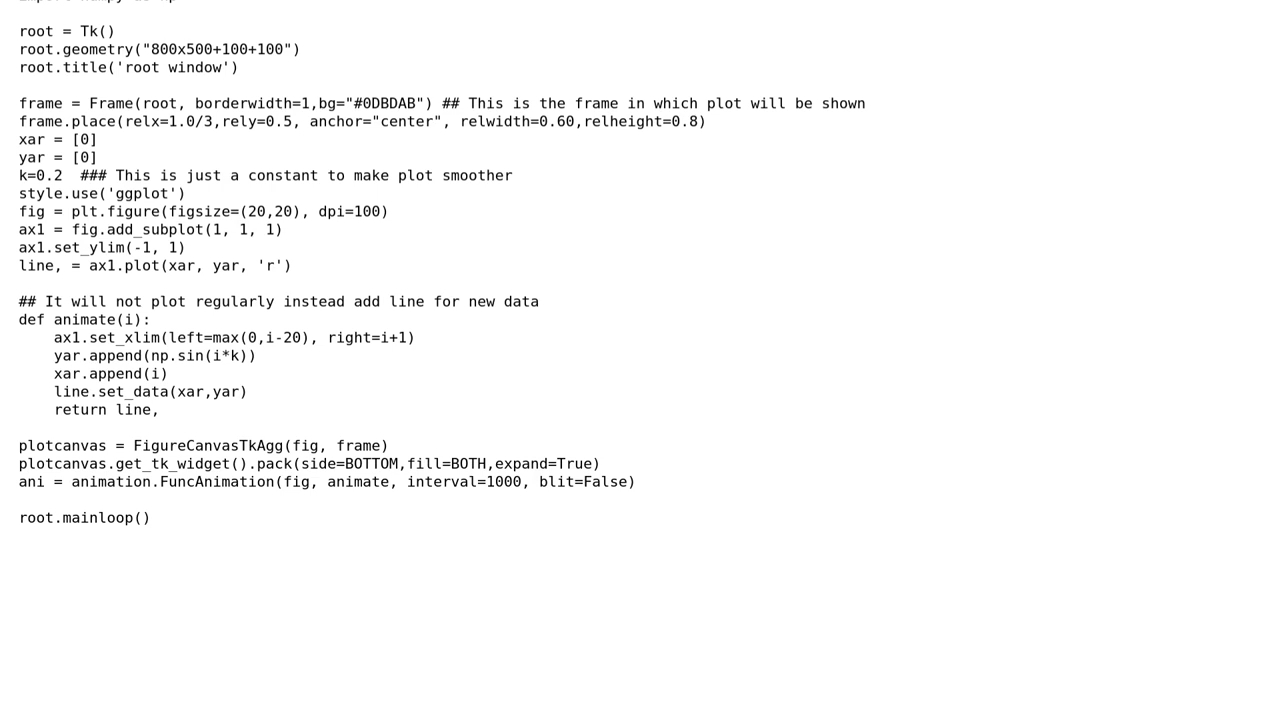 root = Tk()
root.geometry("800x500+100+100")
root.title('root window')
frame = Frame(root, borderwidth=1,bg="#0DBDAB") ## This is the frame in which plot will be shown
frame.place(relx=1.0/3,rely=0.5, anchor="center", relwidth=0.60,relheight=0.8)
xar = [0]
yar = [0]
k=0.2  ### This is just a constant to make plot smoother
style.use('ggplot')
fig = plt.figure(figsize=(20,20), dpi=100)
ax1 = fig.add_subplot(1, 1, 1)
ax1.set_ylim(-1, 1)
line, = ax1.plot(xar, yar, 'r')
## It will not plot regularly instead add line for new data
def animate(i):
    ax1.set_xlim(left=max(0,i-20), right=i+1)
    yar.append(np.sin(i*k))
    xar.append(i)
    line.set_data(xar,yar)
    return line,
plotcanvas = FigureCanvasTkAgg(fig, frame)
plotcanvas.get_tk_widget().pack(side=BOTTOM,fill=BOTH,expand=True)
ani = animation.FuncAnimation(fig, animate, interval=1000, blit=False)
root.mainloop()